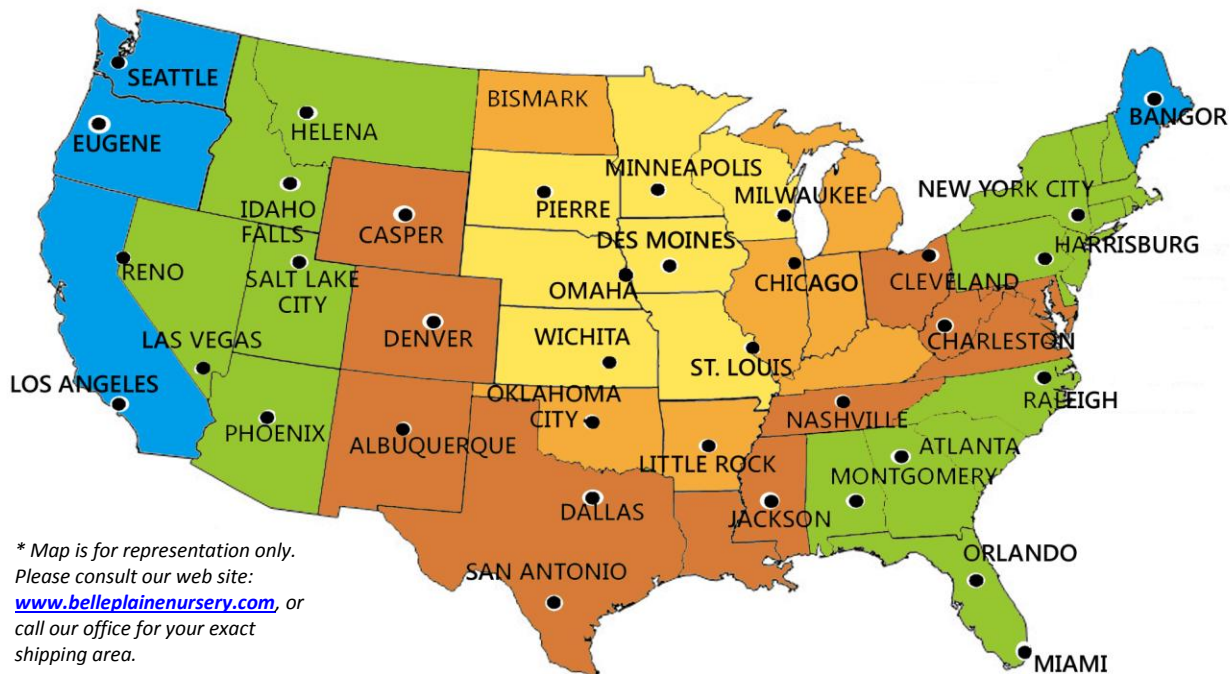 SEATTLE
BISMARK
BANGOR
EUGENE
HELENA
MINNEAPOLIS
MILWAUKEE
NEW YORK CITY
IDAHO
FALLS
CASPER
PIERRE
DES MOINES
HARRISBURG
RENO
SALT LAKE
CITY
OMAHA
CHICAGO
CLEVELAND
LAS VEGAS
DENVER
WICHITA
CHARLESTON
ST. LOUIS
LOS ANGELES
OKLAHOMA
CITY
NASHVILLE
RALEIGH
PHOENIX
ALBUQUERQUE
LITTLE ROCK
ATLANTA
MONTGOMERY
DALLAS
JACKSON
ORLANDO
SAN ANTONIO
MIAMI
* Map is for representation only.
Please consult our web site:
www.belleplainenursery.com, or
call our office for your exact
shipping area.